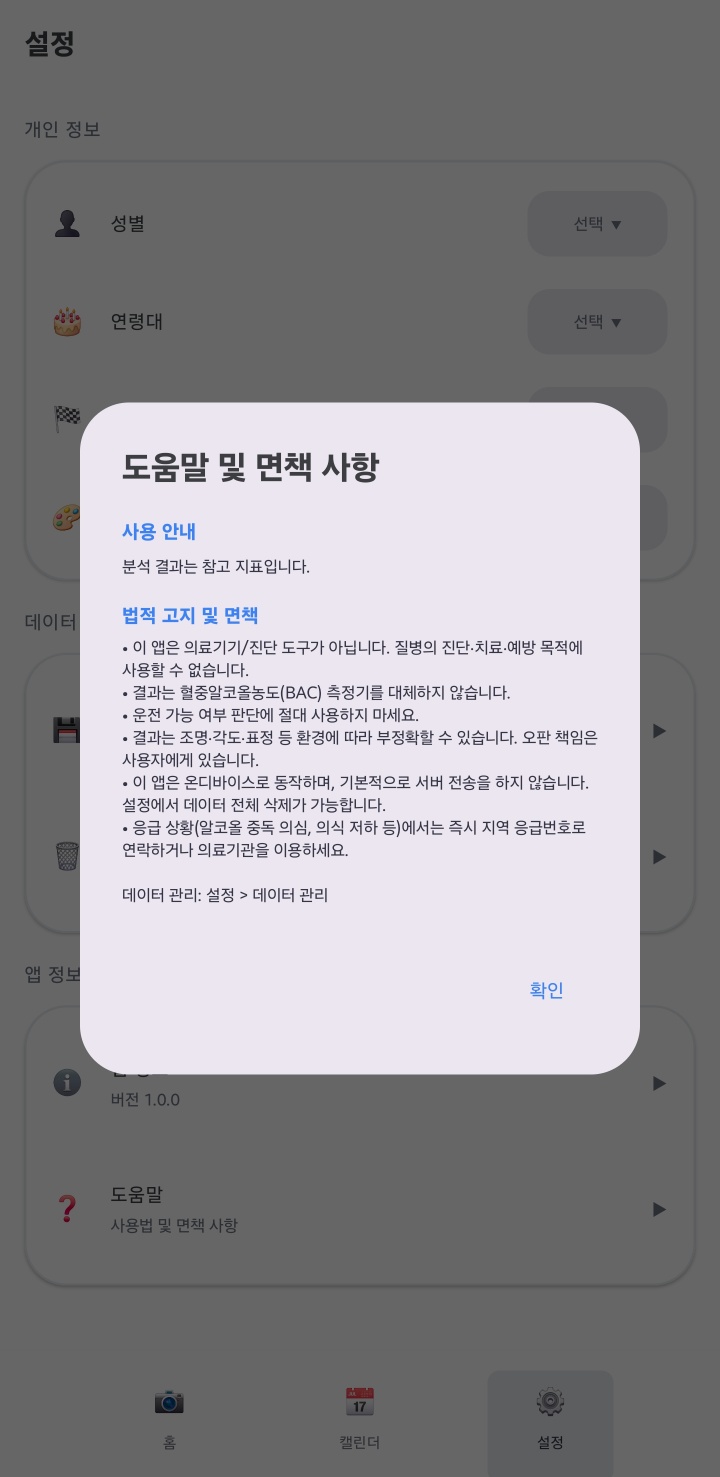 설정
개인 정보
성별
선택 ▼
연령대
선택 ▼
도움말 및 면책 사항
사용 안내
분석 결과는 참고 지표입니다.
법적 고지 및 면책
• 이 앱은 의료기기/진단 도구가 아닙니다. 질병의 진단·치료·예방 목적에
사용할 수 없습니다.
• 결과는 혈중알코올농도(BAC) 측정기를 대체하지 않습니다.
• 운전 가능 여부 판단에 절대 사용하지 마세요.
• 결과는 조명·각도·표정 등 환경에 따라 부정확할 수 있습니다. 오판 책임은
사용자에게 있습니다.
• 이 앱은 온디바이스로 동작하며, 기본적으로 서버 전송을 하지 않습니다.
설정에서 데이터 전체 삭제가 가능합니다.
• 응급 상황(알코올 중독 의심, 의식 저하 등)에서는 즉시 지역 응급번호로
연락하거나 의료기관을 이용하세요.
데이터 관리: 설정 > 데이터 관리
확인
데이터
앱 정보
버전 1.0.0
도움말
사용법 및 면책 사항
17
홈
캘린더
설정